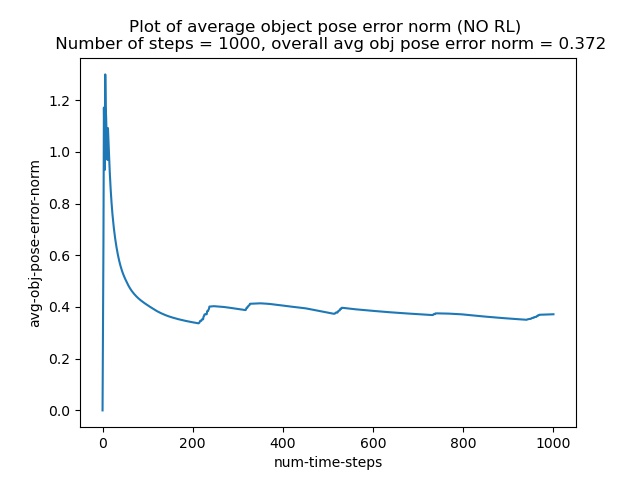 Plot of average object pose error norm (NO RL)
Number of steps = 1000, overall avg obj pose error norm = 0.372
1.2
1.0
0.8
0.6
0.4
0.2
0.0
avg-obj-pose-error-norm
0 200 400 600 800 1000
num-time-steps